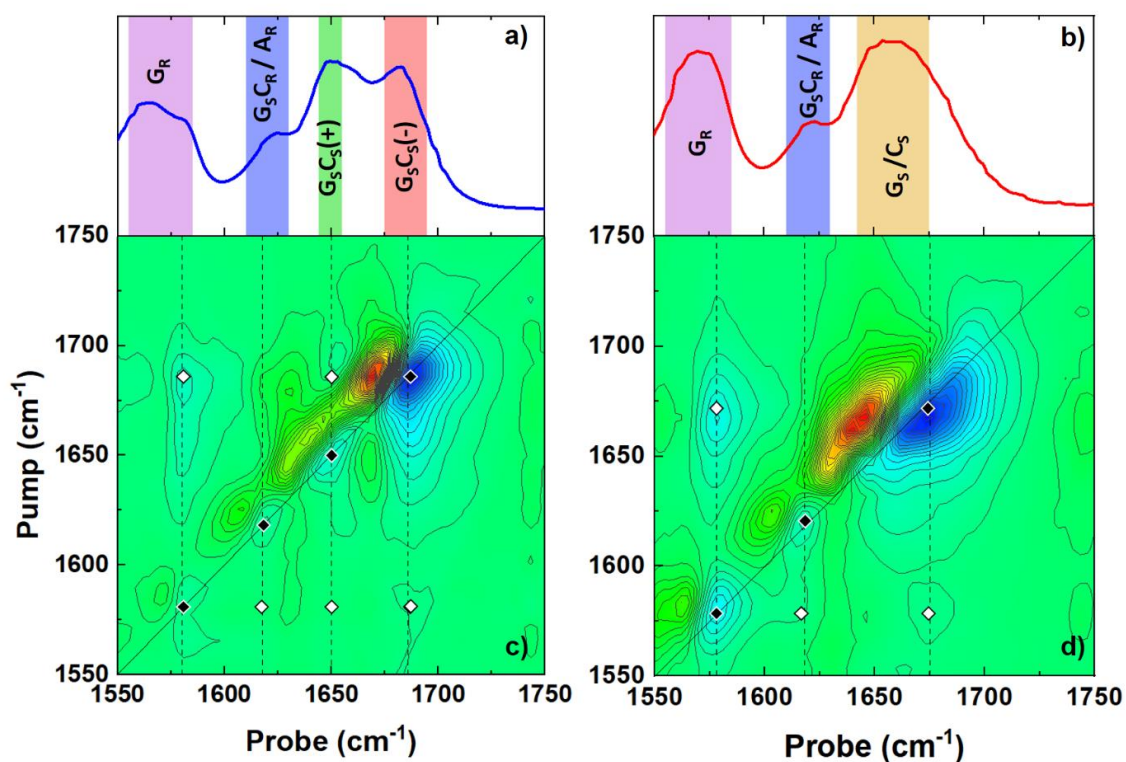 a)
G_R
G_SC_R / A_R
G_SC_S(+)
G_SC_S(-)
b)
G_R
G_SC_R / A_R
G_S /C_S
1750
1700
1650
1600
1550
Pump (cm⁻¹)
c)
1550 1600 1650 1700 1750
Probe (cm⁻¹)
1750
1700
1650
1600
1550
d)
1550 1600 1650 1700 1750
Probe (cm⁻¹)